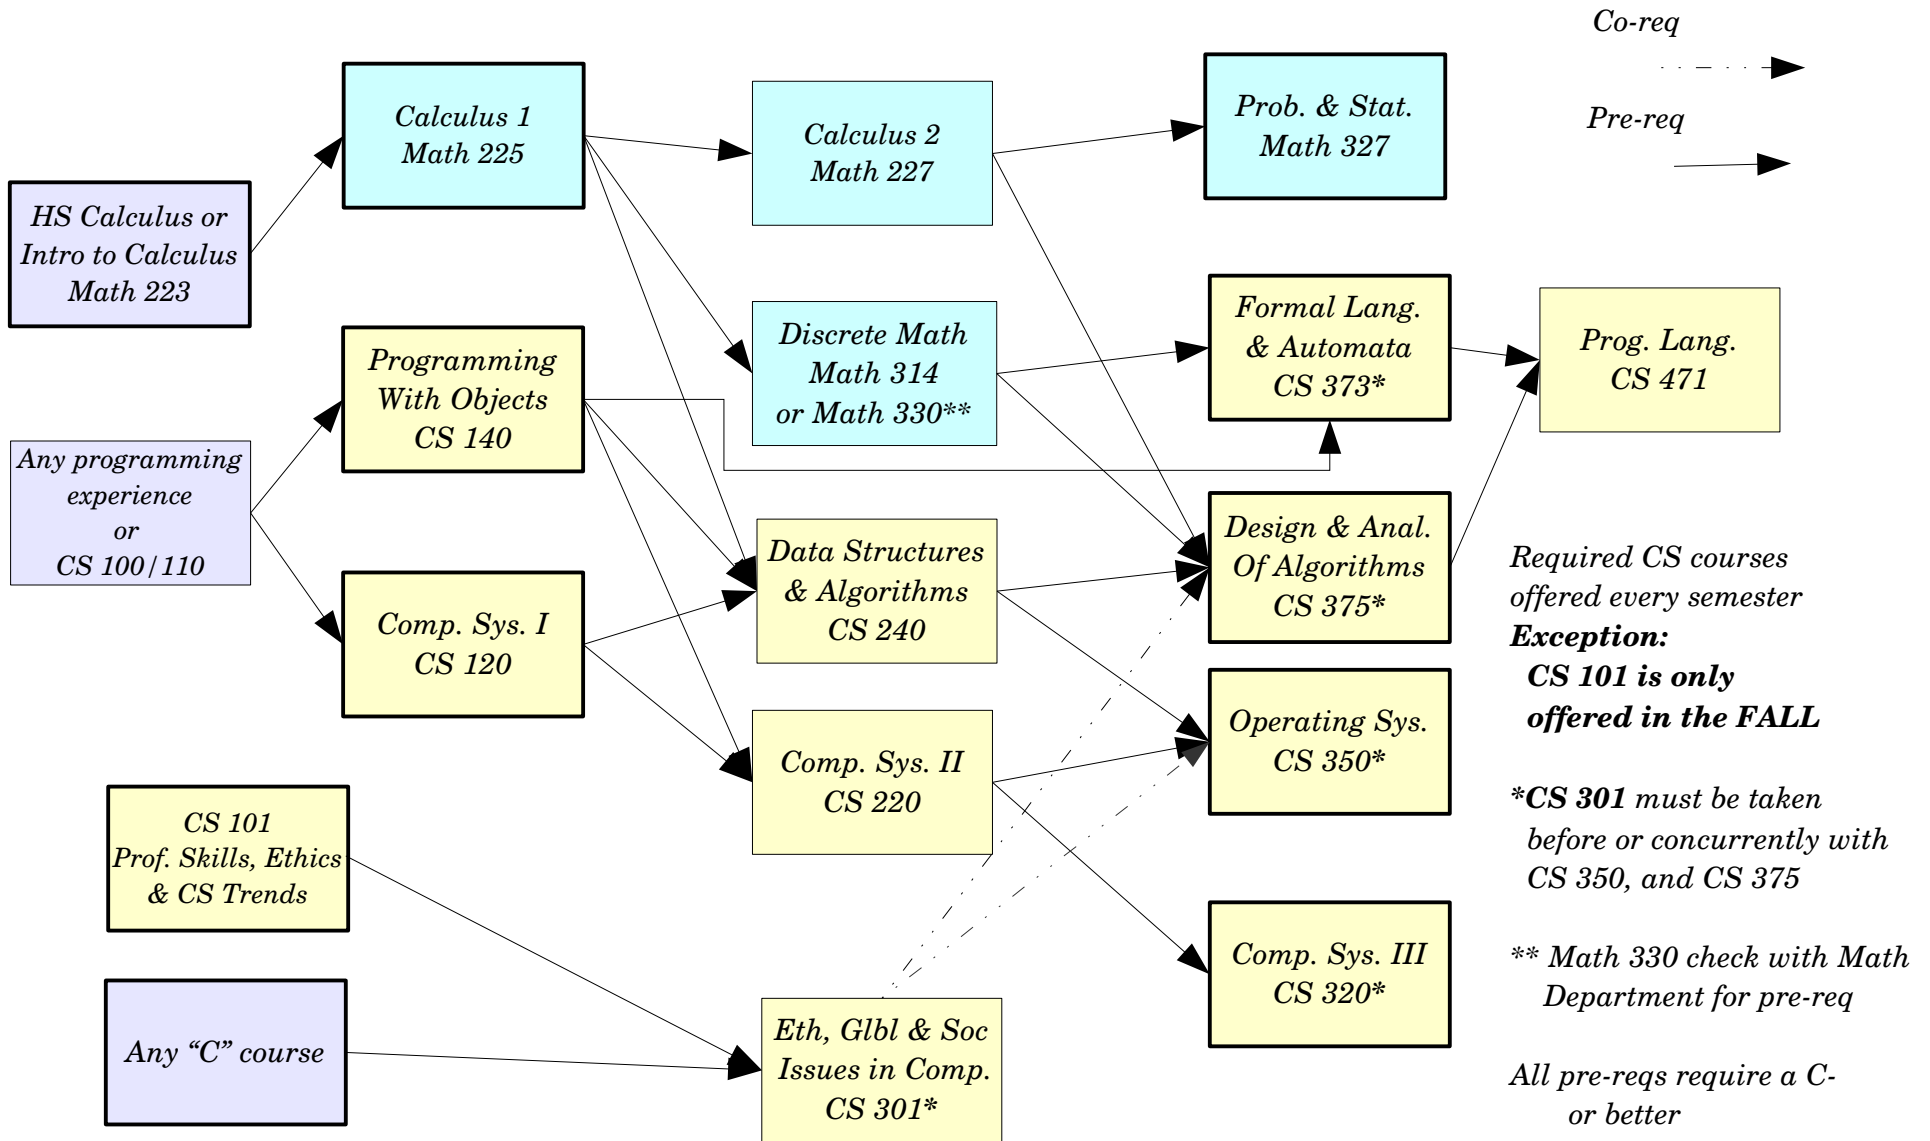 Co-req
Pre-req
HS Calculus or
Intro to Calculus
Math 223
Calculus 1
Math 225
Calculus 2
Math 227
Prob. & Stat.
Math 327
Any programming
experience
or
CS 100/110
Programming
With Objects
CS 140
Discrete Math
Math 314
or Math 330**
Formal Lang.
& Automata
CS 373*
Prog. Lang.
CS 471
Comp. Sys. I
CS 120
Data Structures
& Algorithms
CS 240
Design & Anal.
Of Algorithms
CS 375*
Comp. Sys. II
CS 220
Operating Sys.
CS 350*
CS 101
Prof. Skills, Ethics
& CS Trends
Any “C” course
Eth, Glbl & Soc
Issues in Comp.
CS 301*
Comp. Sys. III
CS 320*
Required CS courses
offered every semester
Exception:
CS 101 is only
offered in the FALL
*CS 301 must be taken
before or concurrently with
CS 350, and CS 375
** Math 330 check with Math
Department for pre-req
All pre-reqs require a C-
or better